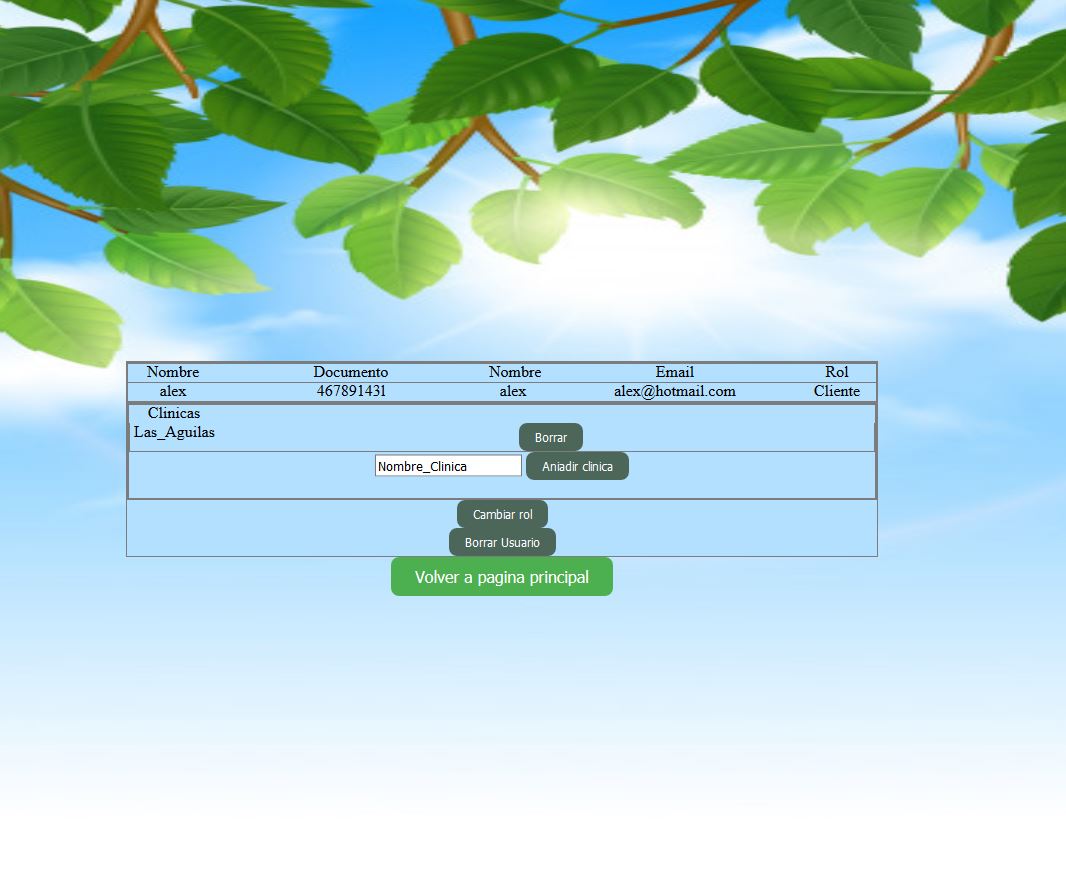 Nombre Documento Nombre Email Rol
alex 467891431 alex alex@hotmail.com Cliente
Clinicas
Las_Aguilas Borrar
Nombre_Clinica Aniadir clinica
Cambiar rol
Borrar Usuario
Volver a pagina principal